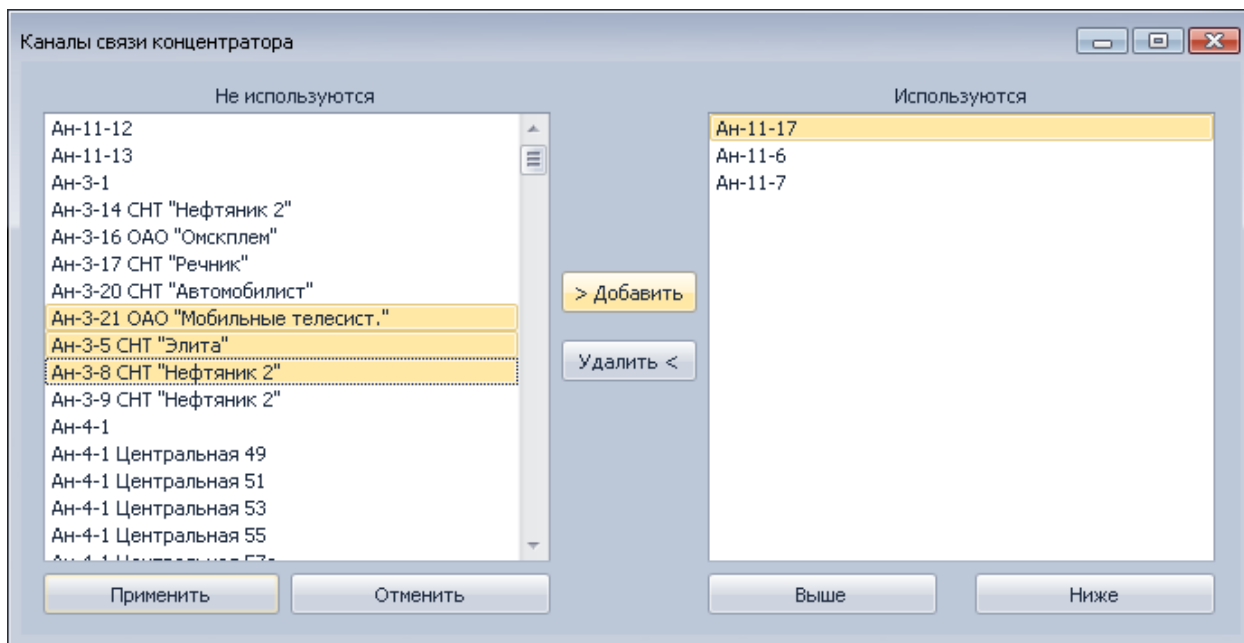 Каналы связи концентратора
Не используются
Ан-11-12
Ан-11-13
Ан-3-1
Ан-3-14 СНТ "Нефтяник 2"
Ан-3-16 ОАО "Омскплем"
Ан-3-17 СНТ "Речник"
Ан-3-20 СНТ "Автомобилист"
Ан-3-21 ОАО "Мобильные телесист."
Ан-3-5 СНТ "Элита"
Ан-3-8 СНТ "Нефтяник 2"
Ан-3-9 СНТ "Нефтяник 2"
Ан-4-1
Ан-4-1 Центральная 49
Ан-4-1 Центральная 51
Ан-4-1 Центральная 53
Ан-4-1 Центральная 55
> Добавить
Удалить <
Используются
Ан-11-17
Ан-11-6
Ан-11-7
Применить
Отменить
Выше
Ниже